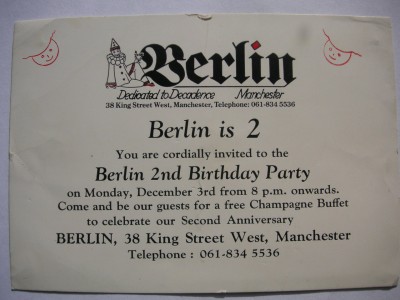 Berlin
Dedicated to Decadence Manchester
38 King Street West, Manchester, Telephone: 061-834 5536
Berlin is 2
You are cordially invited to the
Berlin 2nd Birthday Party
on Monday, December 3rd from 8 p.m. onwards.
Come and be our guests for a free Champagne Buffet
to celebrate our Second Anniversary
BERLIN, 38 King Street West, Manchester
Telephone : 061-834 5536